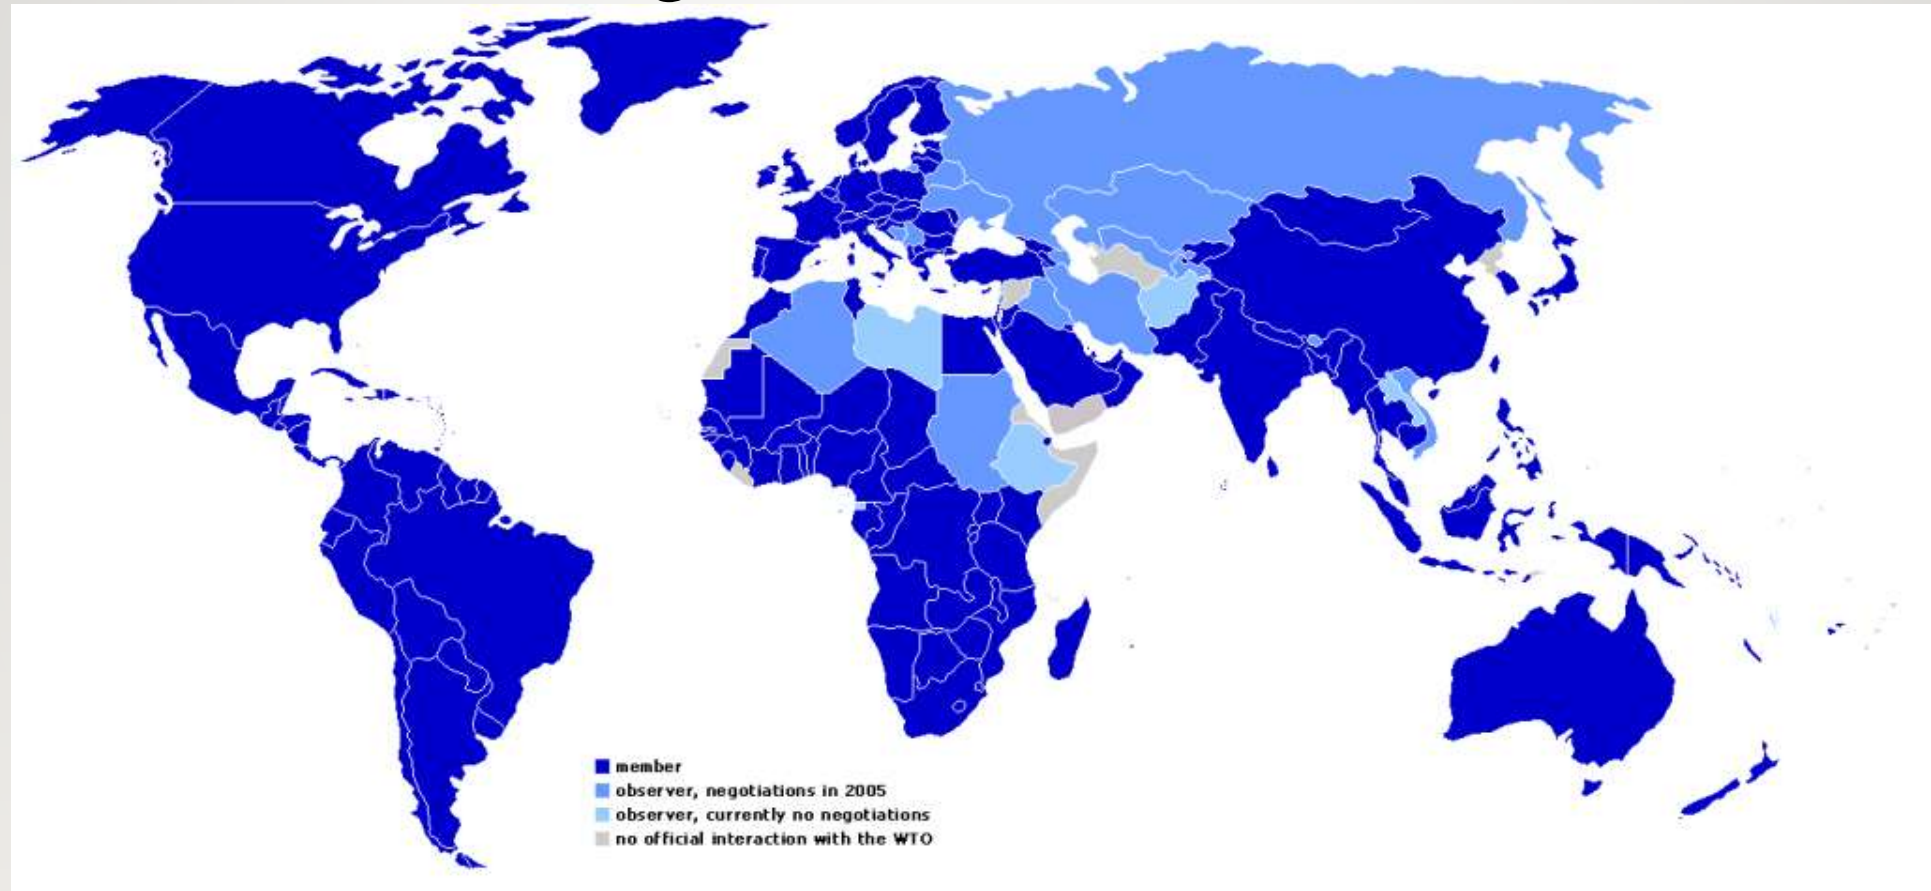 member
observer, negotiations in 2005
observer, currently no negotiations
no official interaction with the WTO